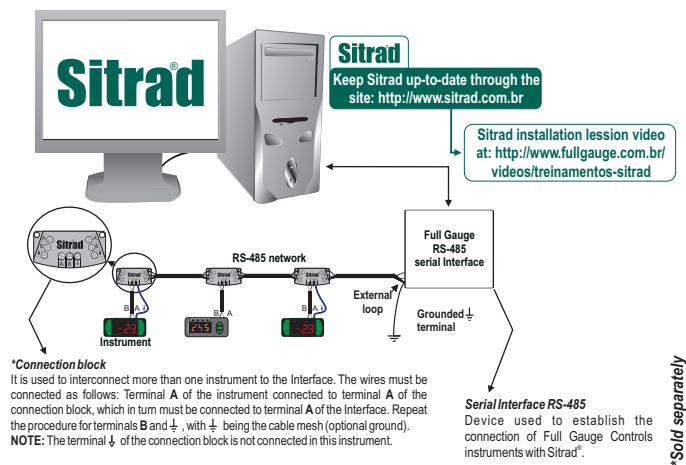 Sitrad®
Sitrad
Keep Sitrad up-to-date through the
site: http://www.sitrad.com.br
Sitrad installation lession video
at: http://www.fullgauge.com.br/
videos/treinamentos-sitrad
Full Gauge
RS-485
serial Interface
Sitrad
A B
RS-485 network
Sitrad
Sitrad
Sitrad
External
loop
Grounded ⏚
terminal
B A ⏚
B A
B A ⏚
-23
245
-23
Instrument
*Connection block
It is used to interconnect more than one instrument to the Interface. The wires must be
connected as follows: Terminal A of the instrument connected to terminal A of the
connection block, which in turn must be connected to terminal A of the Interface. Repeat
the procedure for terminals B and ⏚ , with ⏚ being the cable mesh (optional ground).
NOTE: The terminal ⏚ of the connection block is not connected in this instrument.
Serial Interface RS-485
Device used to establish the
connection of Full Gauge Controls
instruments with Sitrad®.
*Sold separately